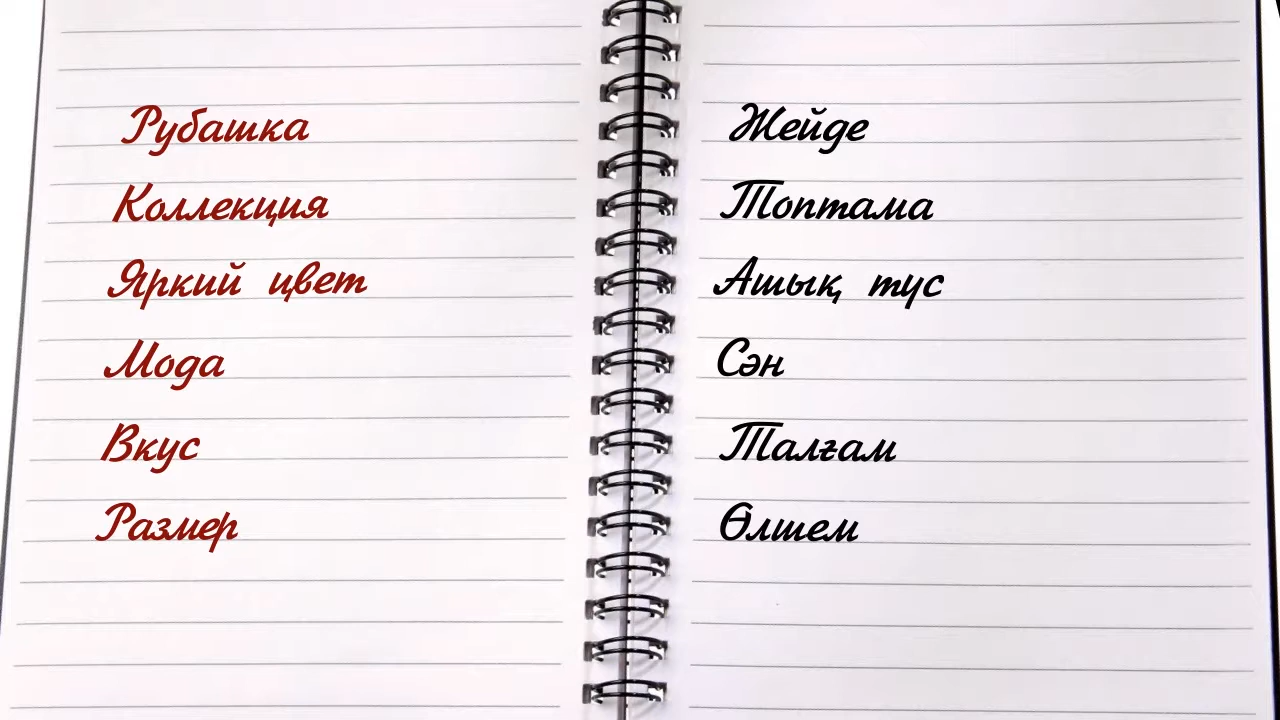 Рубашка
Жейде
Коллекция
Топтама
Яркий цвет
Ашық түс
Мода
Сән
Вкус
Талғам
Размер
Өлшем